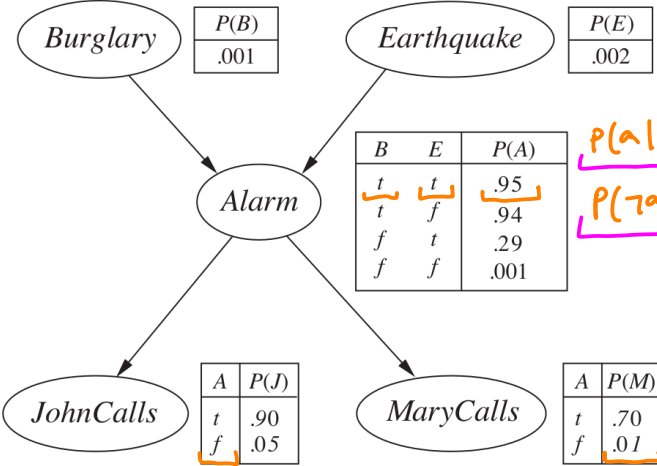 Burglary
P(B)
.001
Earthquake
P(E)
.002
Alarm
B E P(A)
t t .95
t f .94
f t .29
f f .001
P(a|
P(¬a
JohnCalls
A P(J)
t .90
f .05
MaryCalls
A P(M)
t .70
f .01